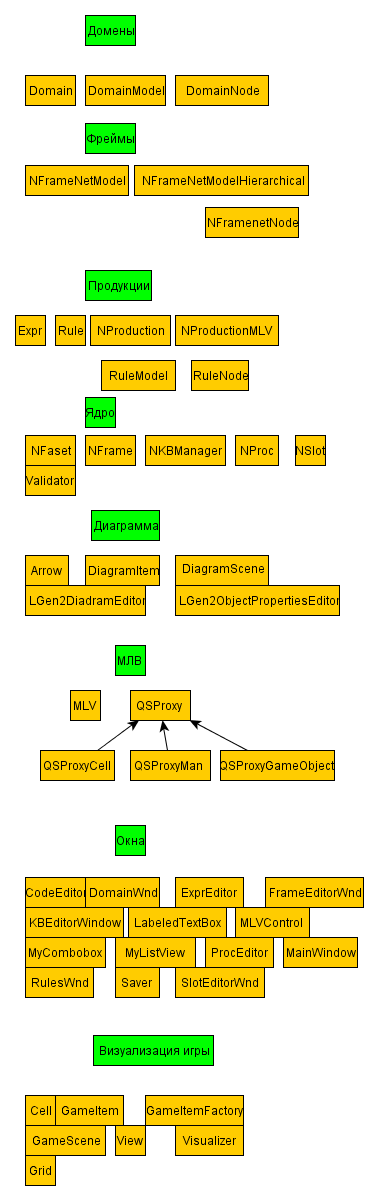 Домены
Domain DomainModel DomainNode
Фреймы
NFrameNetModel NFrameNetModelHierarchical
NFramenetNode
Продукции
Expr Rule NProduction NProductionMLV
RuleModel RuleNode
Ядро
NFaset NFrame NKBManager NProc NSlot
Validator
Диаграмма
Arrow DiagramItem DiagramScene
LGen2DiadramEditor LGen2ObjectPropertiesEditor
МЛВ
MLV QSProxy
QSProxyCell QSProxyMan QSProxyGameObject
Окна
CodeEditor DomainWnd ExprEditor FrameEditorWnd
KBEditorWindow LabeledTextBox MLVControl
MyCombobox MyListView ProcEditor MainWindow
RulesWnd Saver SlotEditorWnd
Визуализация игры
Cell GameItem GameItemFactory
GameScene View Visualizer
Grid